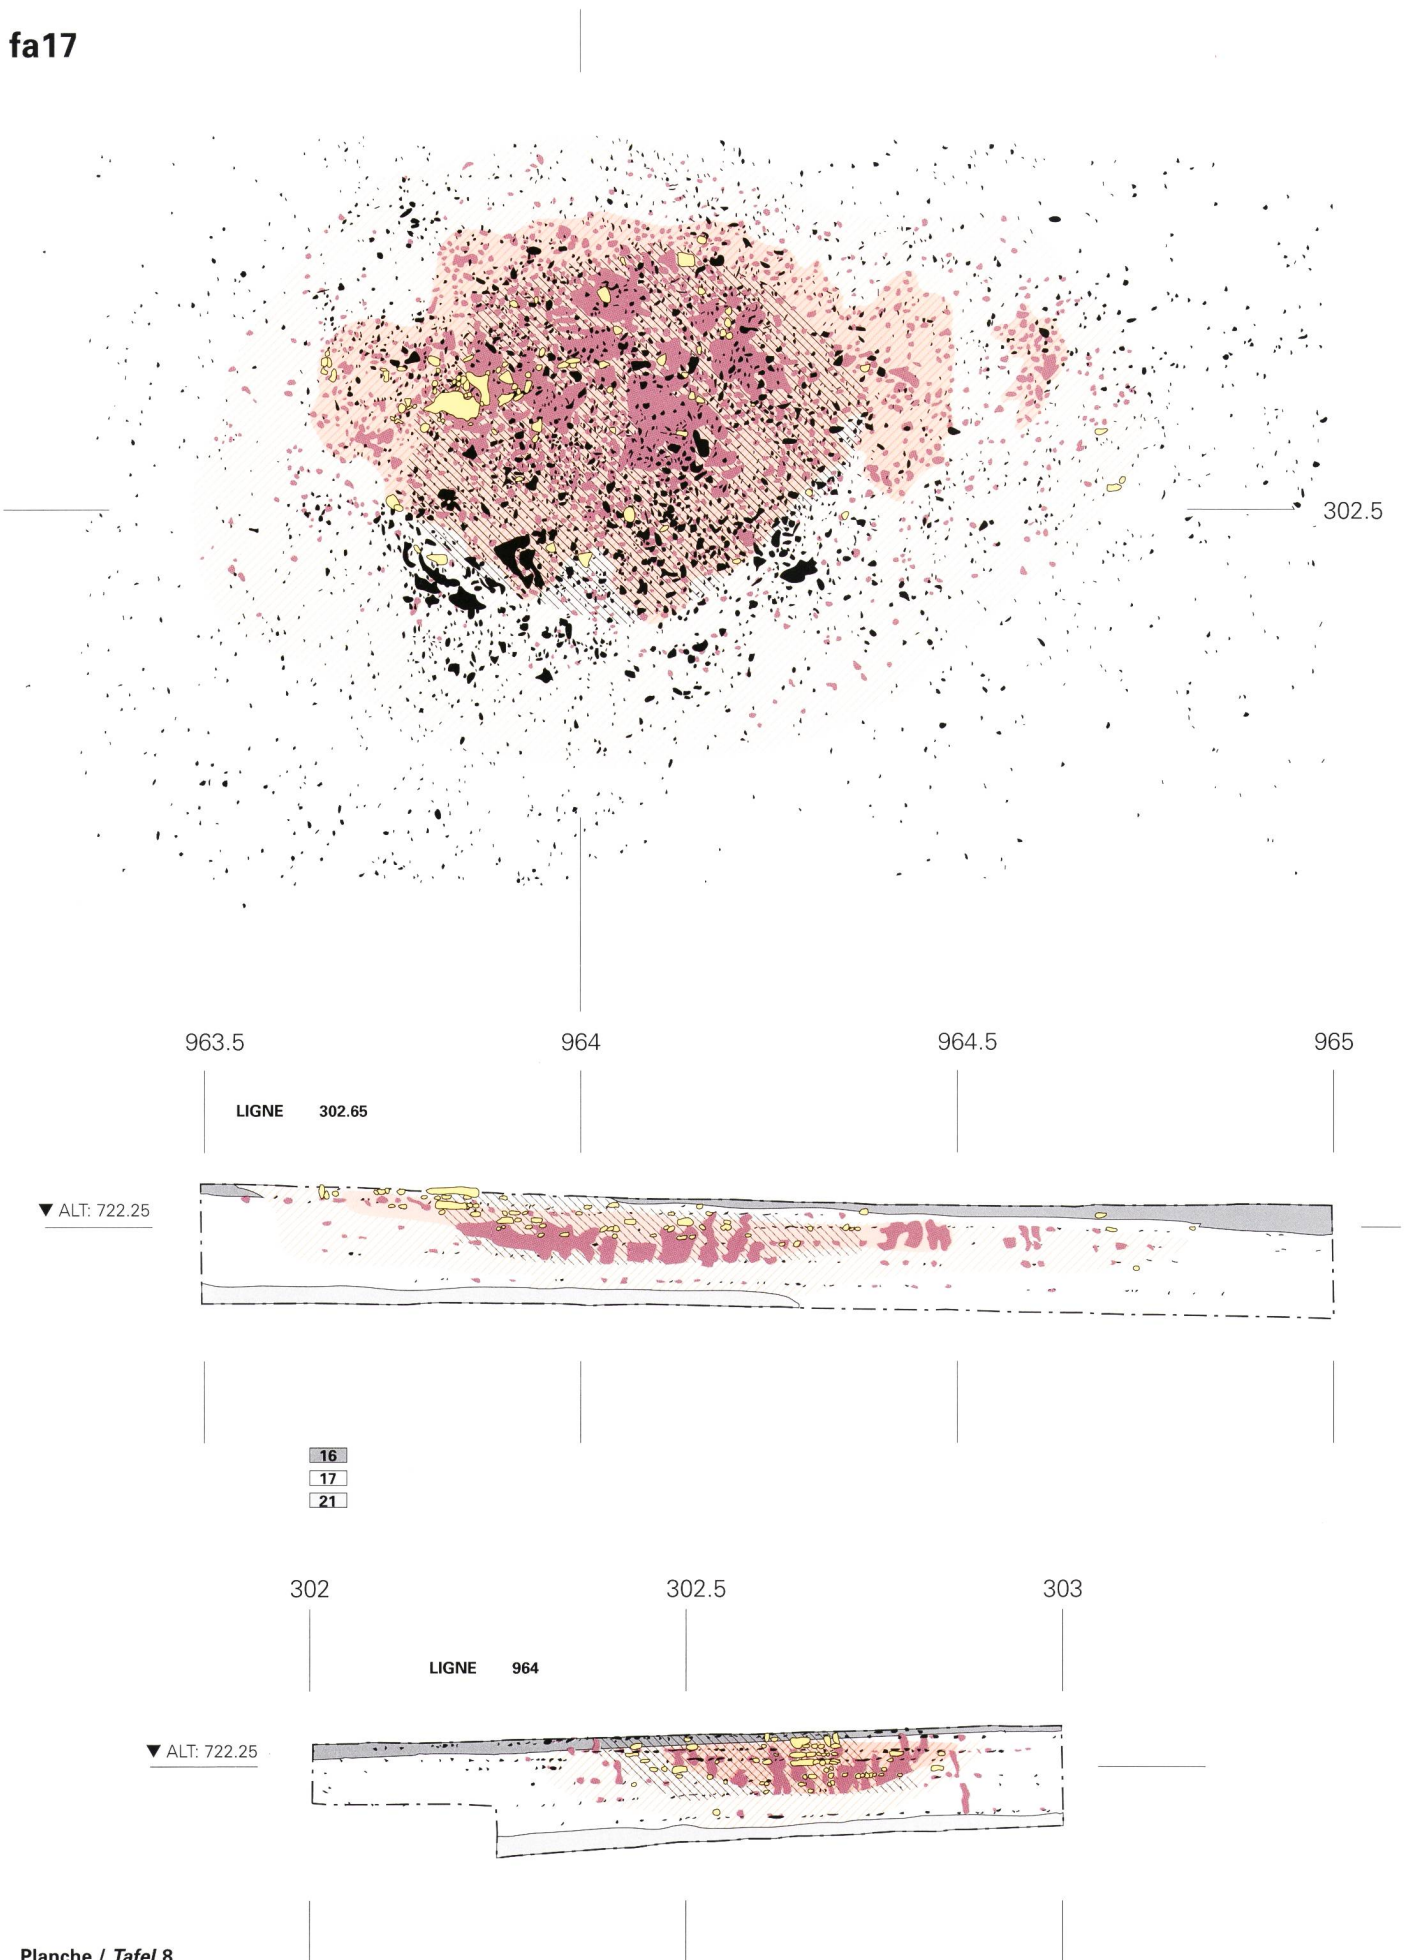 fa17
302.5
963.5 964 964.5 965
LIGNE 302.65
▼ ALT: 722.25
16
17
21
302 302.5 303
LIGNE 964
▼ ALT: 722.25
Planche / Tafel 8